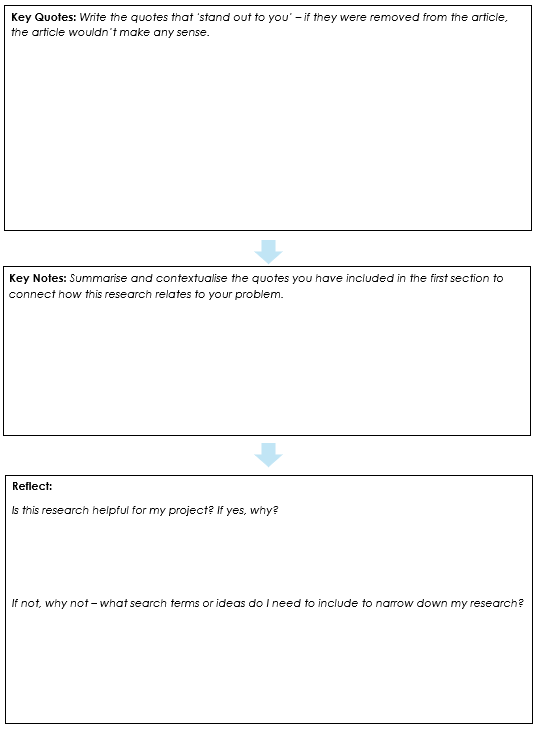 Key Quotes: Write the quotes that 'stand out to you' – if they were removed from the article,
the article wouldn't make any sense.
Key Notes: Summarise and contextualise the quotes you have included in the first section to
connect how this research relates to your problem.
Reflect:
Is this research helpful for my project? If yes, why?
If not, why not – what search terms or ideas do I need to include to narrow down my research?